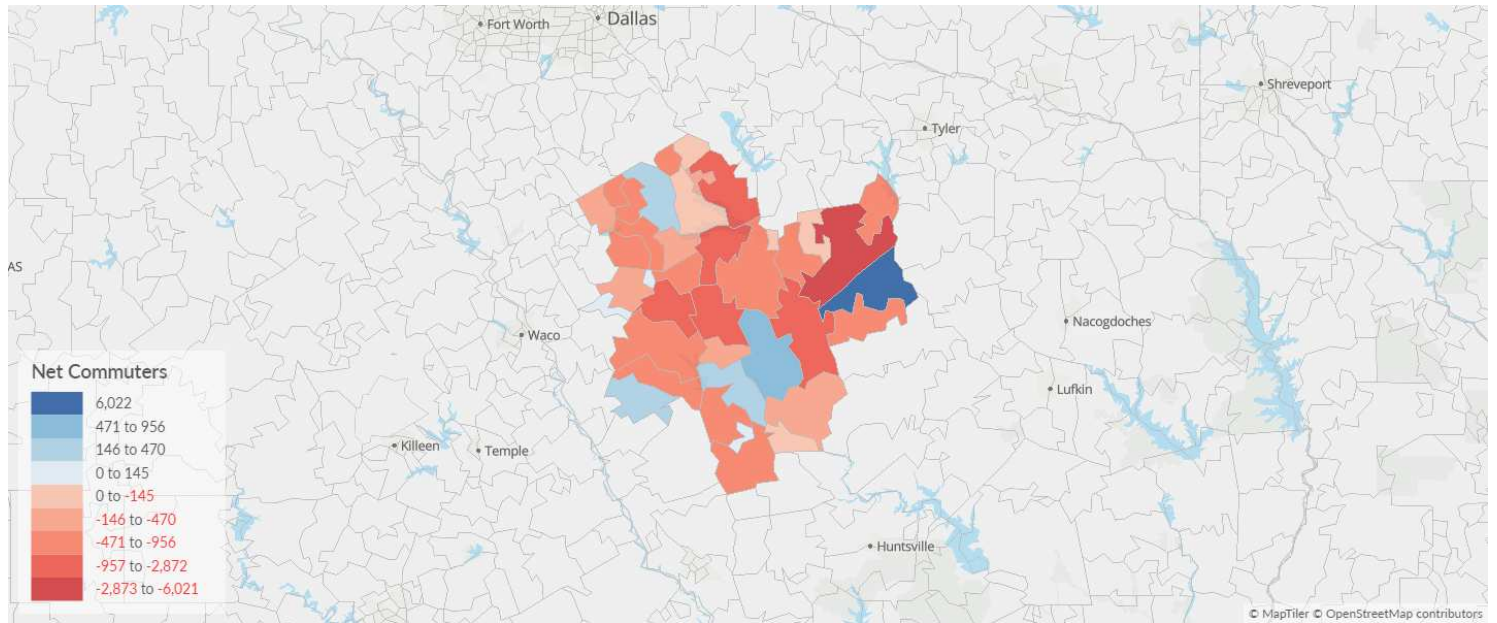 Fort Worth
Dallas
Shreveport
Tyler
AS
Nacogdoches
Waco
Lufkin
Killeen
Temple
Huntsville
Net Commuters
6,022
471 to 956
146 to 470
0 to 145
0 to -145
-146 to -470
-471 to -956
-957 to -2,872
-2,873 to -6,021
© MapTiler © OpenStreetMap contributors